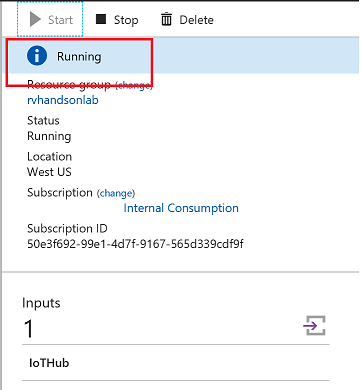 Start Stop Delete
Running
Resource group (change)
rvhandsonlab
Status
Running
Location
West US
Subscription (change)
Internal Consumption
Subscription ID
50e3f692-99e1-4d7f-9167-565d339cdf9f
Inputs
1
IoTHub